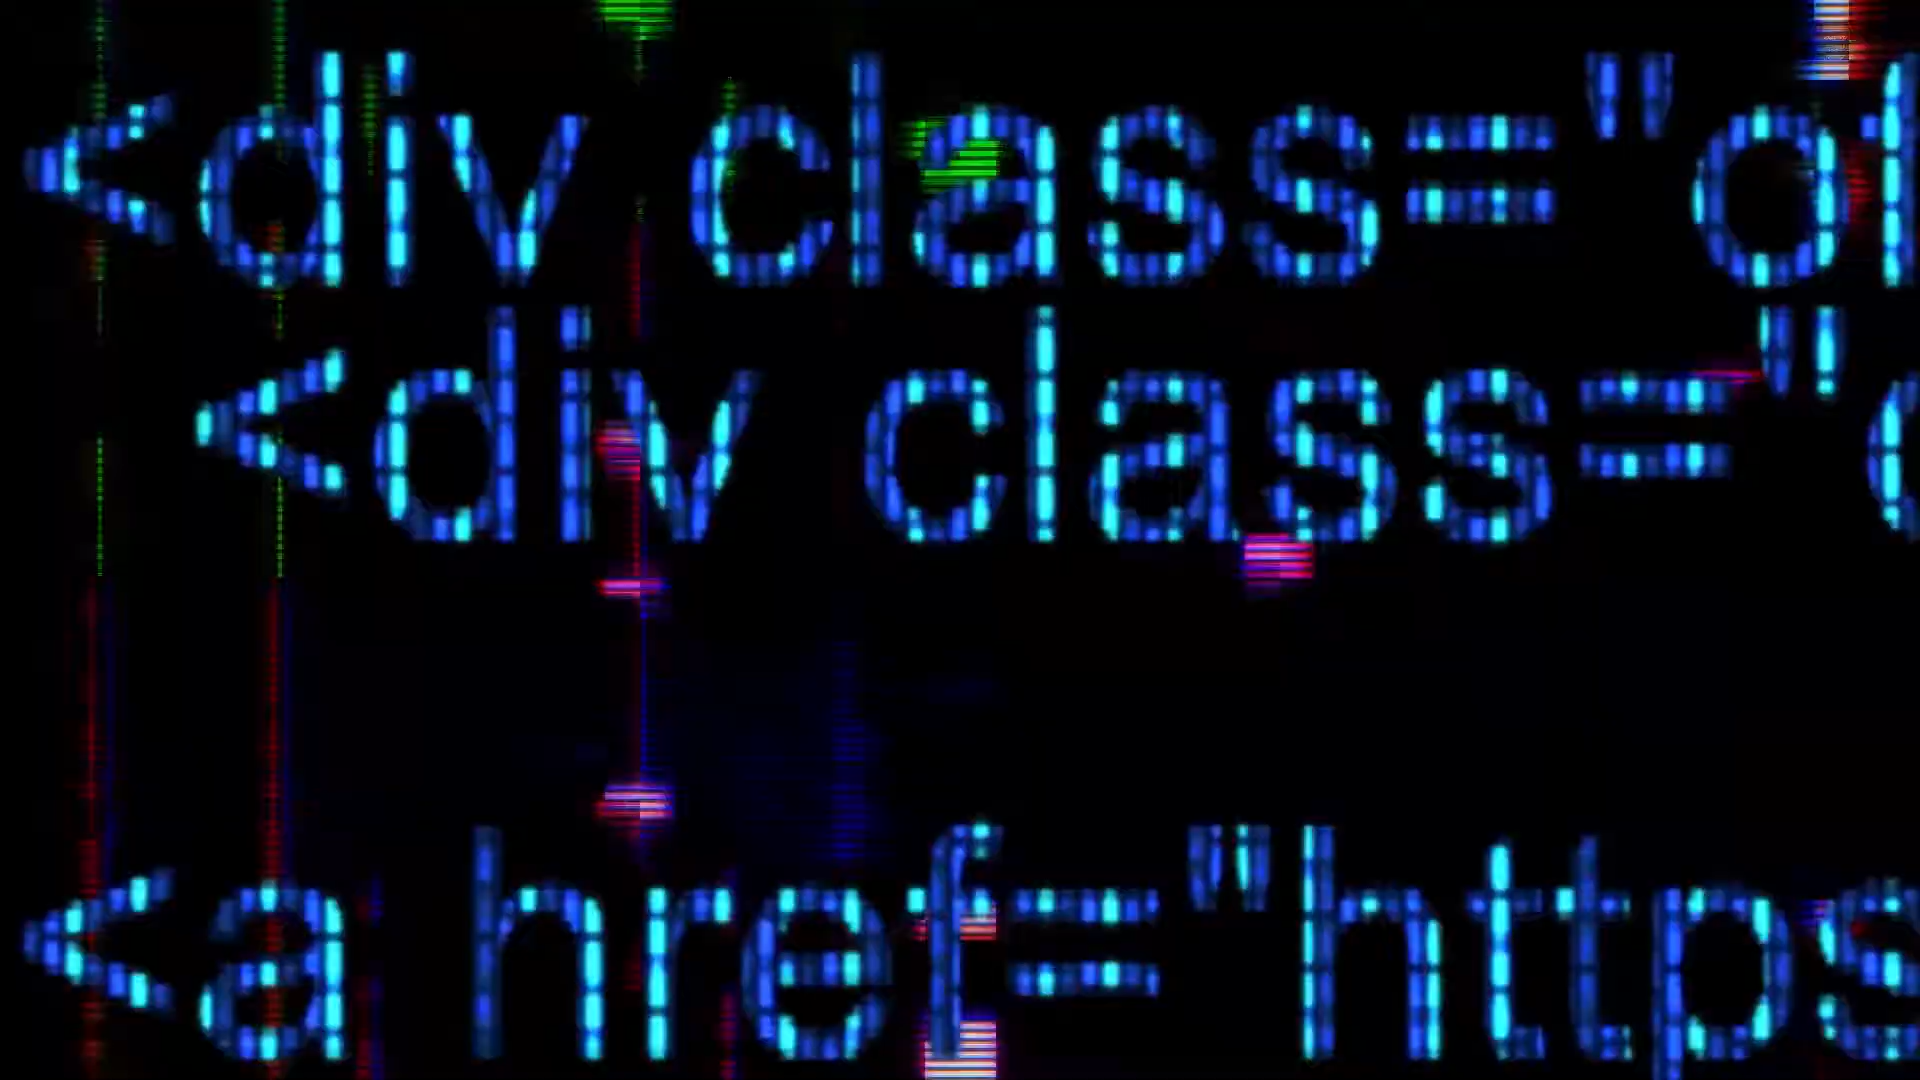 <div class="
<div class="
<a href="https